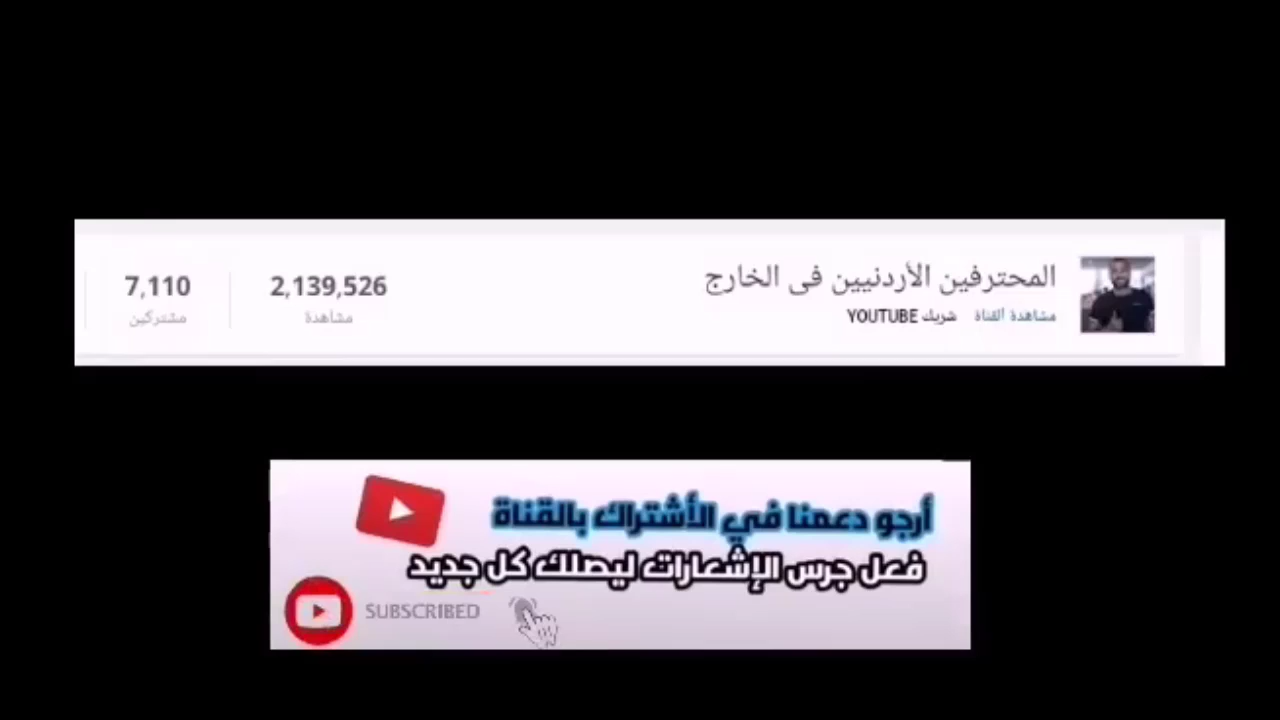 المحترفين الأردنيين فى الخارج
مشاهدة القناة شريك YOUTUBE
2,139,526
مشاهدة
7,110
مشتركين
أرجو دعمنا في الأشتراك بالقناة
فعل جرس الإشعارات ليصلك كل جديد
SUBSCRIBED